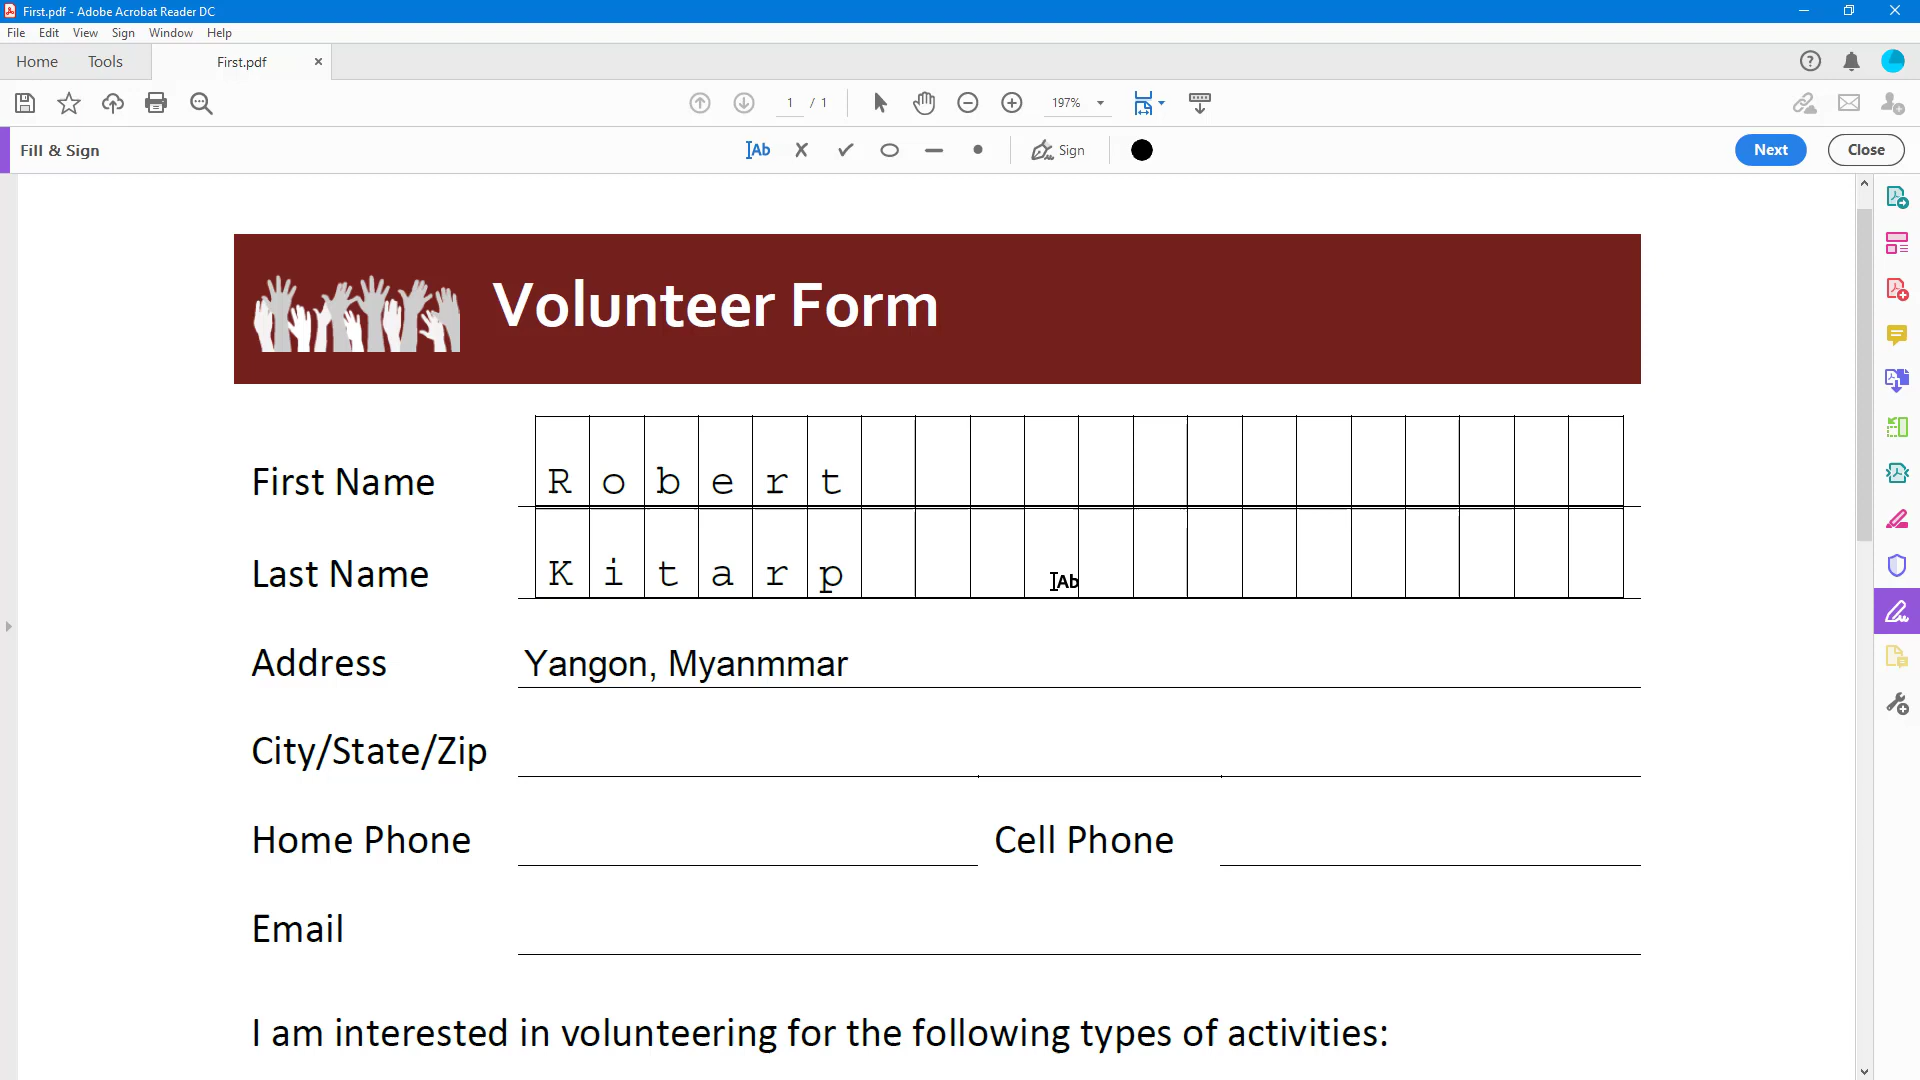 First.pdf - Adobe Acrobat Reader DC
File Edit View Sign Window Help
Home Tools First.pdf
1 / 1 197%
Fill & Sign Ab Sign Next Close
Volunteer Form
First Name R o b e r t
Last Name K i t a r p Ab
Address Yangon, Myanmmar
City/State/Zip
Home Phone Cell Phone
Email
I am interested in volunteering for the following types of activities: